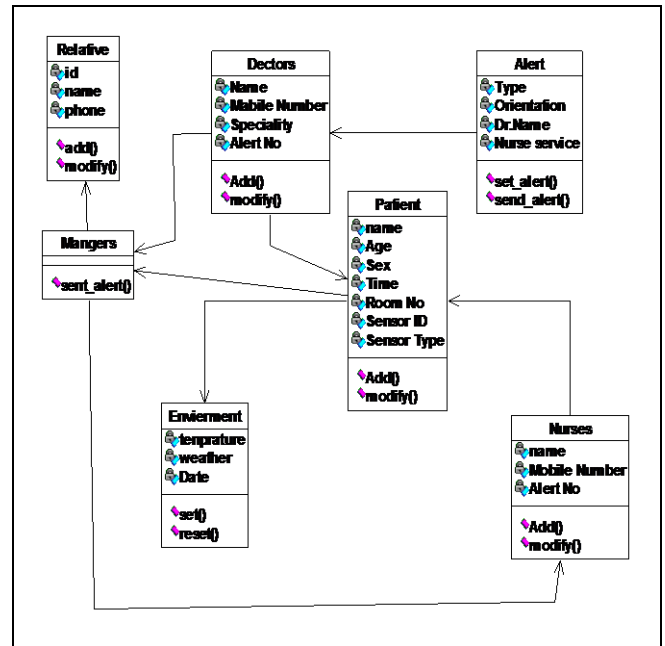 Relative
id
name
phone
add()
modify()
Dectors
Name
Mabile Number
Speciality
Alert No
Add()
modify()
Alert
Type
Orientation
Dr.Name
Nurse service
set_alert()
send_alert()
Mangers
sent_alert()
Patient
name
Age
Sex
Time
Room No
Sensor ID
Sensor Type
Add()
modify()
Envierment
tenprature
weather
Date
set()
reset()
Nurses
name
Mobile Number
Alert No
Add()
modify()